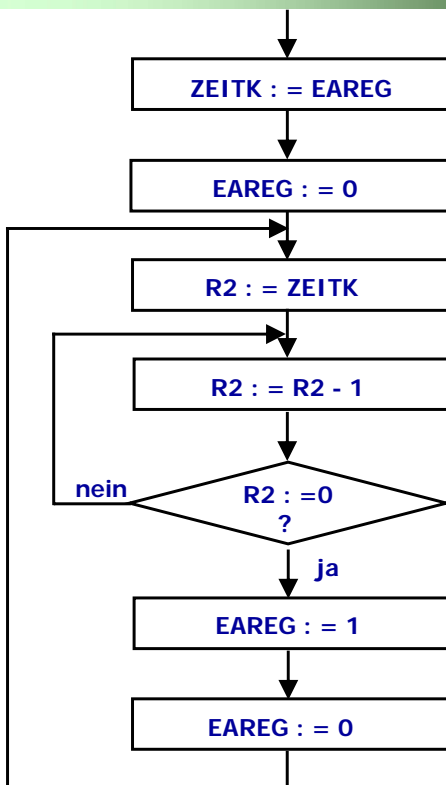 ZEITK : = EAREG
EAREG : = 0
R2 : = ZEITK
R2 : = R2 - 1
nein
R2 : =0
?
ja
EAREG : = 1
EAREG : = 0